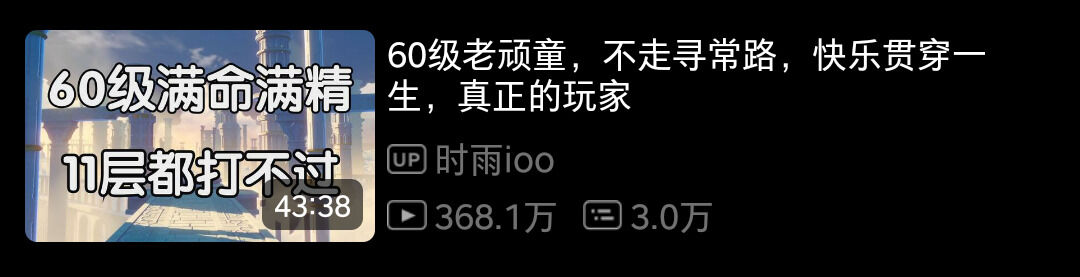 60级满命满精
11层都打不过
43:38
60级老顽童，不走寻常路，快乐贯穿一
生，真正的玩家
UP 时雨ioo
368.1万 3.0万